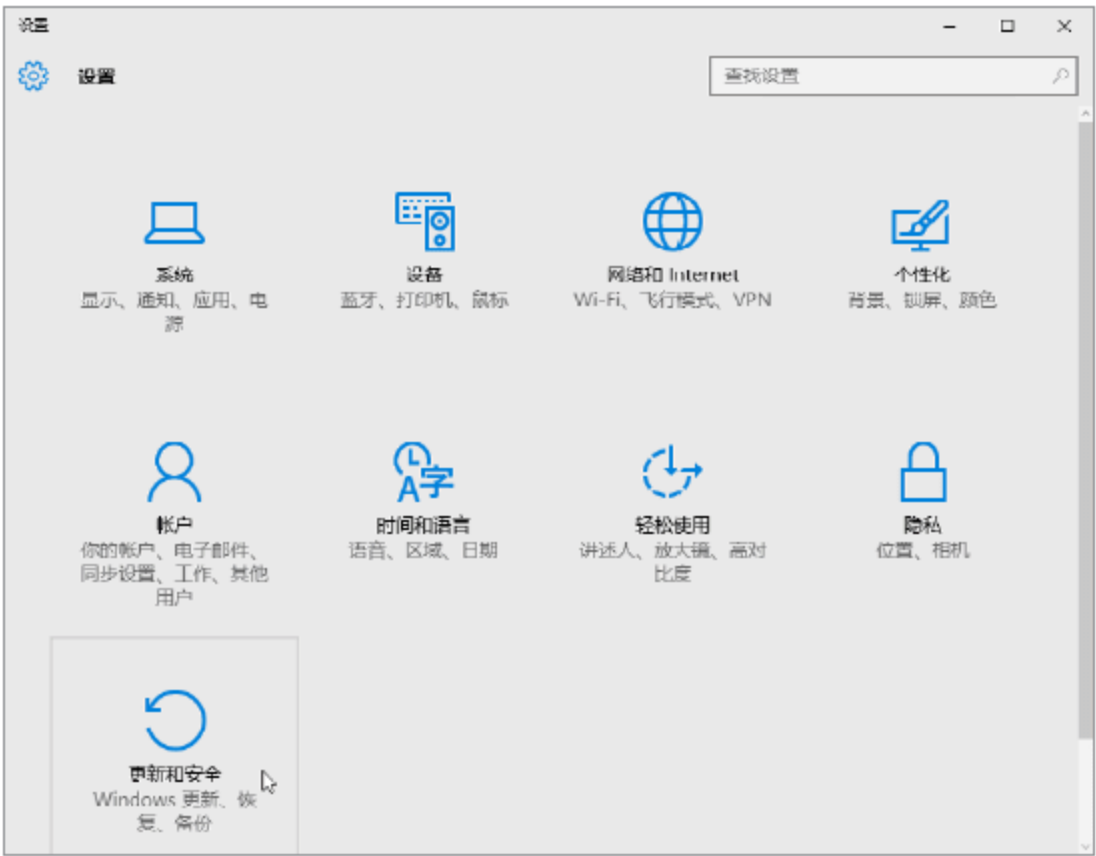 设置
设置
查找设置
系统
显示、通知、应用、电
源
设备
蓝牙、打印机、鼠标
网络和 Internet
Wi-Fi、飞行模式、VPN
个性化
背景、锁屏、颜色
帐户
你的帐户、电子邮件、
同步设置、工作、其他
用户
时间和语言
语音、区域、日期
轻松使用
讲述人、放大镜、高对
比度
隐私
位置、相机
更新和安全
Windows 更新、恢
复、备份